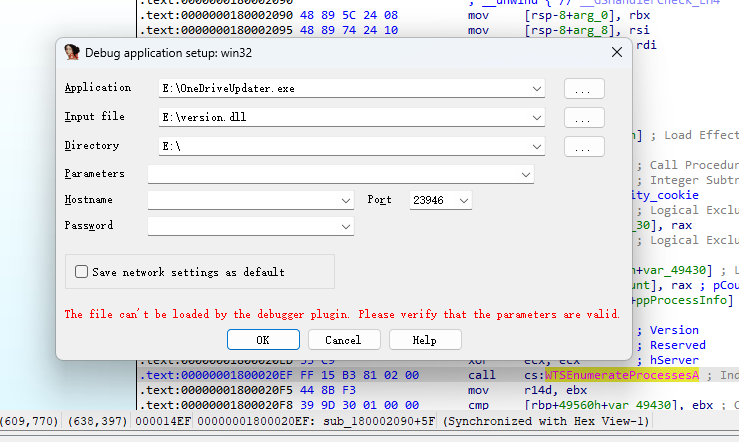 .text:0000000180002090 ; __unwind { // __GSHandlerCheck_EH4
.text:0000000180002090 48 89 5C 24 08 mov [rsp-8+arg_0], rbx
.text:0000000180002095 48 89 74 24 10 mov [rsp-8+arg_8], rsi
rdi
Debug application setup: win32
Application E:\OneDriveUpdater.exe ...
Input file E:\version.dll ...
Directory E:\ ...
Parameters
Hostname Port 23946
Password
Save network settings as default
The file can't be loaded by the debugger plugin. Please verify that the parameters are valid.
OK Cancel Help
] ; Load Effect
; Call Procedur
; Integer Subtr
ity_cookie
; Logical Exclu
_30], rax
; Logical Exclu
+var_49430] ; L
unt], rax ; pCou
+ppProcessInfo]
; Version
; Reserved
.text:00000001800020ED 33 C9 xor ecx, ecx ; hServer
.text:00000001800020EF FF 15 B3 81 02 00 call cs:WTSEnumerateProcessesA ; Ind
.text:00000001800020F5 44 8B F3 mov r14d, ebx
.text:00000001800020F8 39 9D 30 01 00 00 cmp [rbp+49560h+var_49430], ebx ; C
(609,770) (638,397) 000014EF 00000001800020EF: sub_180002090+5F (Synchronized with Hex View-1)